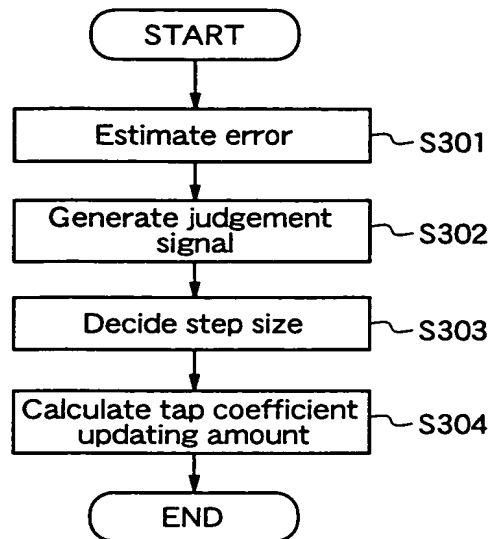 START
Estimate error
S301
Generate judgement
signal
S302
Decide step size
S303
Calculate tap coefficient
updating amount
S304
END